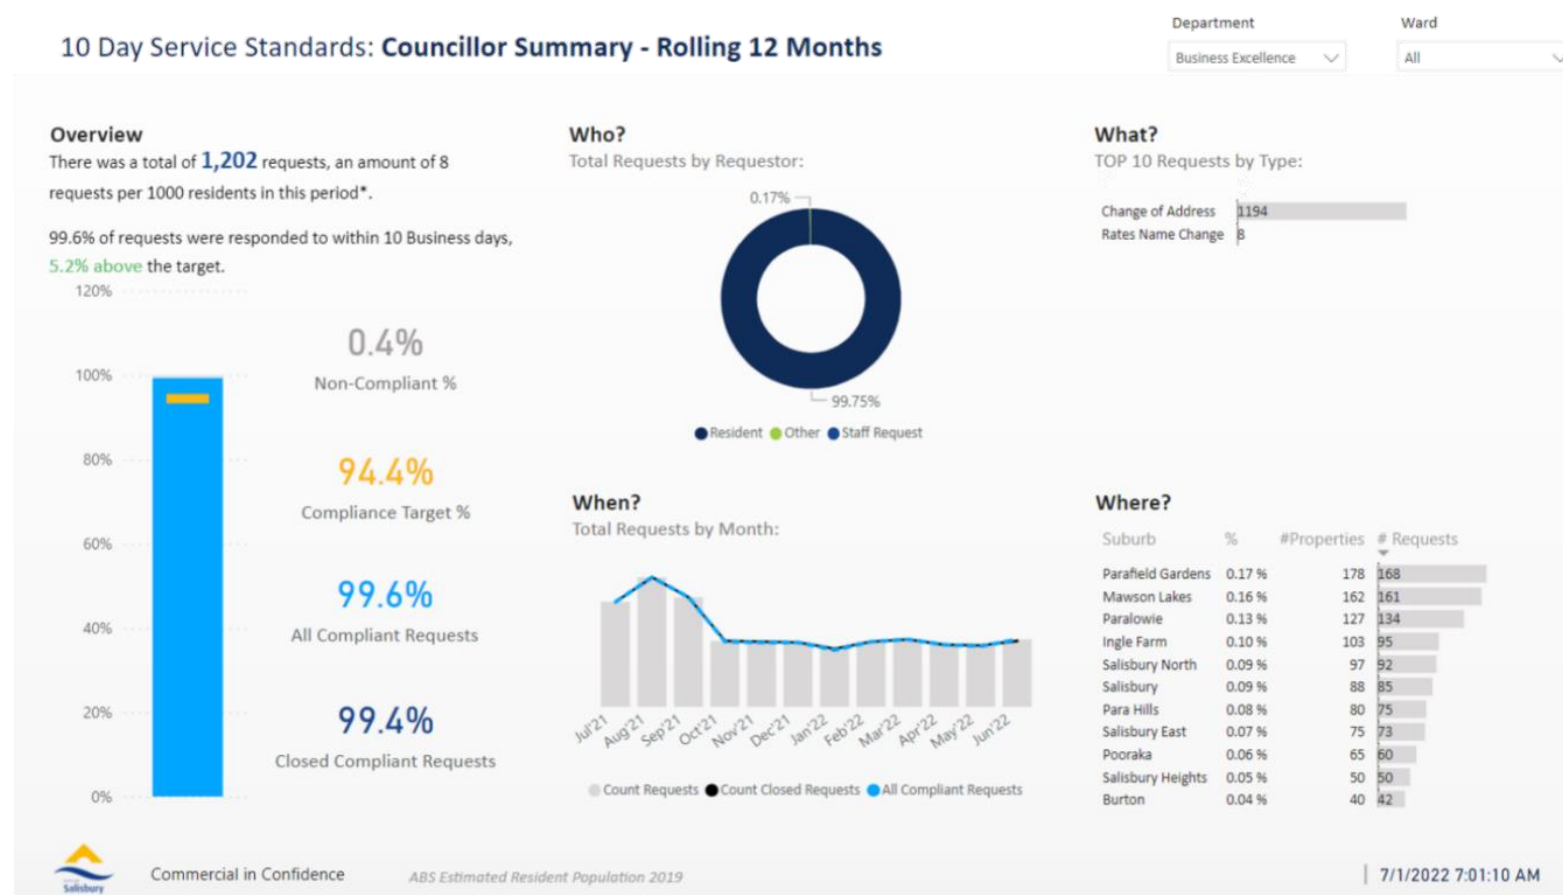 10 Day Service Standards: Councillor Summary - Rolling 12 Months
Department
Business Excellence
Ward
All
Overview
There was a total of 1,202 requests, an amount of 8
requests per 1000 residents in this period*.
99.6% of requests were responded to within 10 Business days,
5.2% above the target.
120%
100%
80%
60%
40%
20%
0%
0.4%
Non-Compliant %
94.4%
Compliance Target %
99.6%
All Compliant Requests
99.4%
Closed Compliant Requests
Who?
Total Requests by Requestor:
0.17%
99.75%
Resident Other Staff Request
What?
TOP 10 Requests by Type:
Change of Address 1194
Rates Name Change 8
When?
Total Requests by Month:
Jul'21 Aug'21 Sep'21 Oct'21 Nov'21 Dec'21 Jan'22 Feb'22 Mar'22 Apr'22 May'22 Jun'22
Count Requests Count Closed Requests All Compliant Requests
Where?
Suburb % #Properties # Requests
Parafield Gardens 0.17 % 178 168
Mawson Lakes 0.16 % 162 161
Paralowie 0.13 % 127 134
Ingle Farm 0.10 % 103 95
Salisbury North 0.09 % 97 92
Salisbury 0.09 % 88 85
Para Hills 0.08 % 80 75
Salisbury East 0.07 % 75 73
Pooraka 0.06 % 65 60
Salisbury Heights 0.05 % 50 50
Burton 0.04 % 40 42
Salisbury
Commercial in Confidence
ABS Estimated Resident Population 2019
7/1/2022 7:01:10 AM